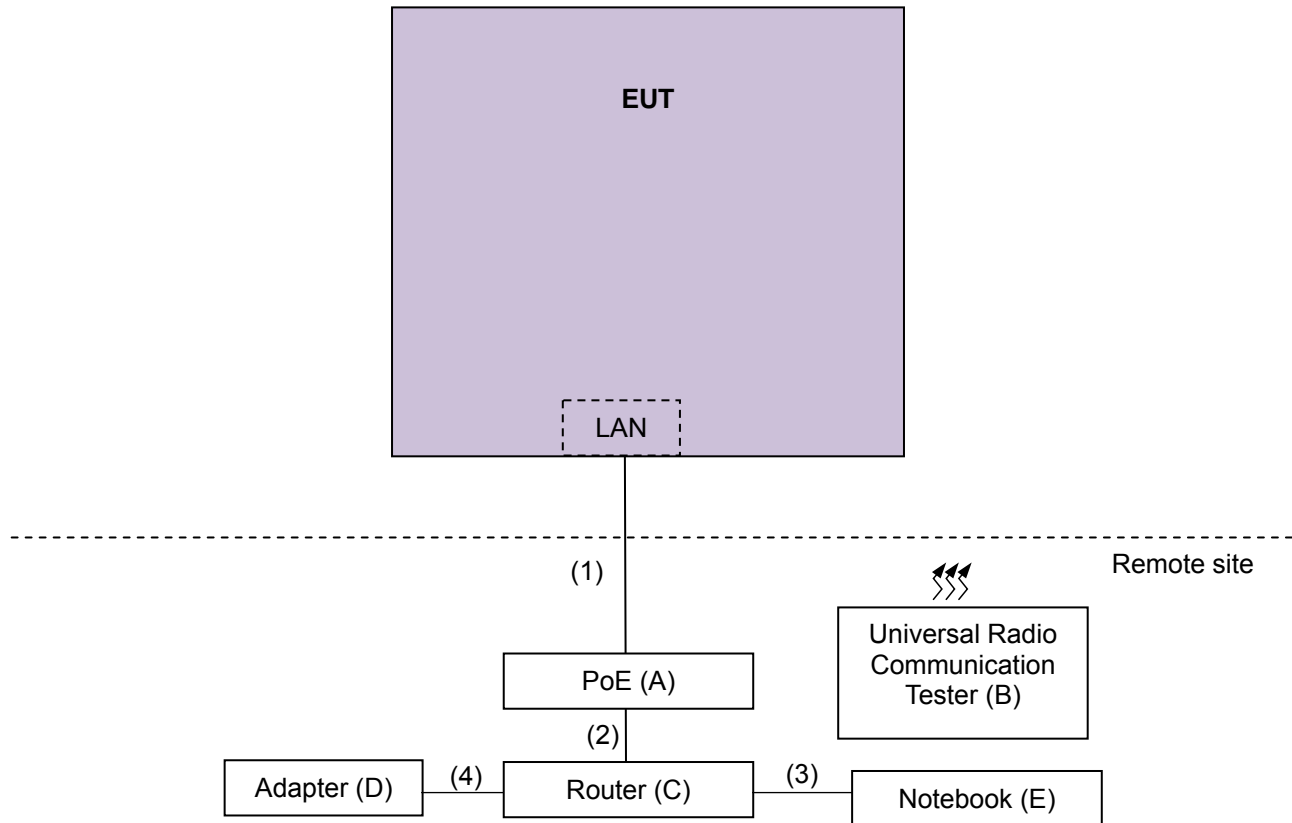 EUT
LAN
(1)
Remote site
Universal Radio
Communication
Tester (B)
PoE (A)
(2)
Adapter (D)
(4)
Router (C)
(3)
Notebook (E)